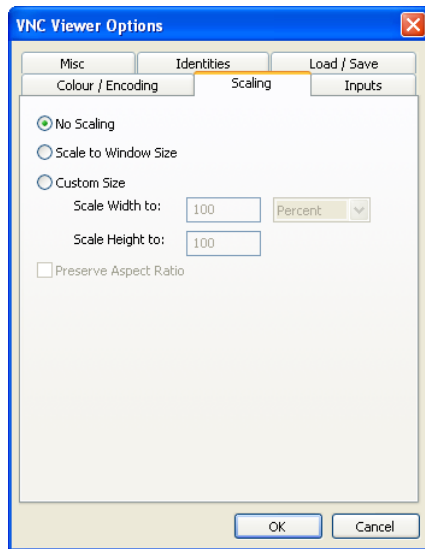 VNC Viewer Options
Misc Identities Load / Save
Colour / Encoding Scaling Inputs
No Scaling
Scale to Window Size
Custom Size
Scale Width to: 100 Percent
Scale Height to: 100
Preserve Aspect Ratio
OK Cancel